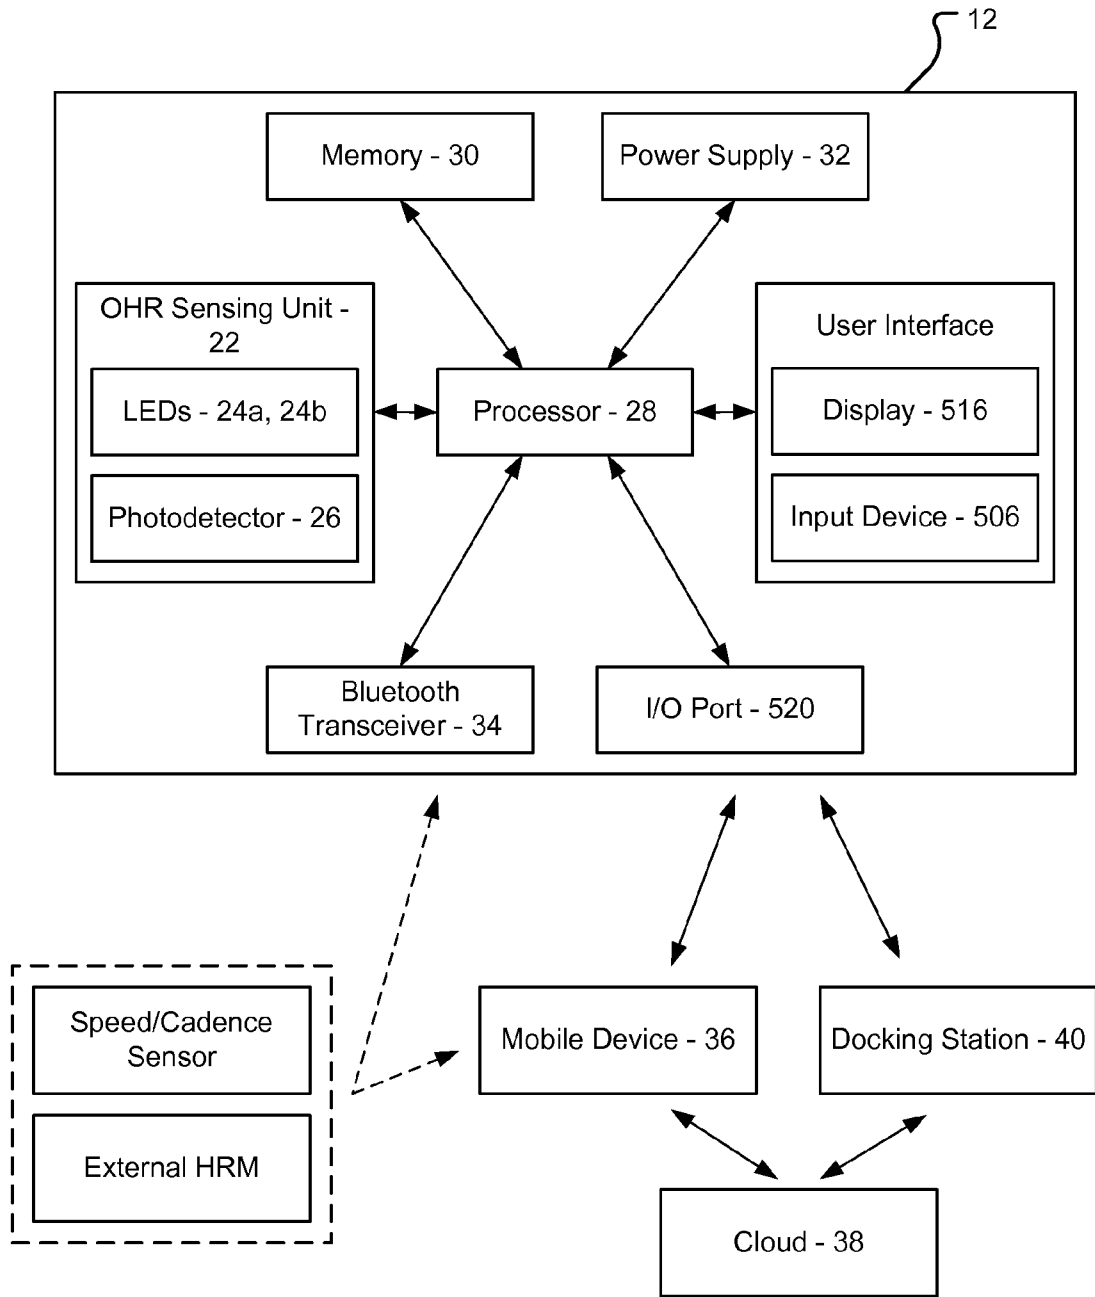 12
Memory - 30
Power Supply - 32
OHR Sensing Unit -
22
LEDs - 24a, 24b
Photodetector - 26
Processor - 28
User Interface
Display - 516
Input Device - 506
Bluetooth
Transceiver - 34
I/O Port - 520
Speed/Cadence
Sensor
External HRM
Mobile Device - 36
Docking Station - 40
Cloud - 38